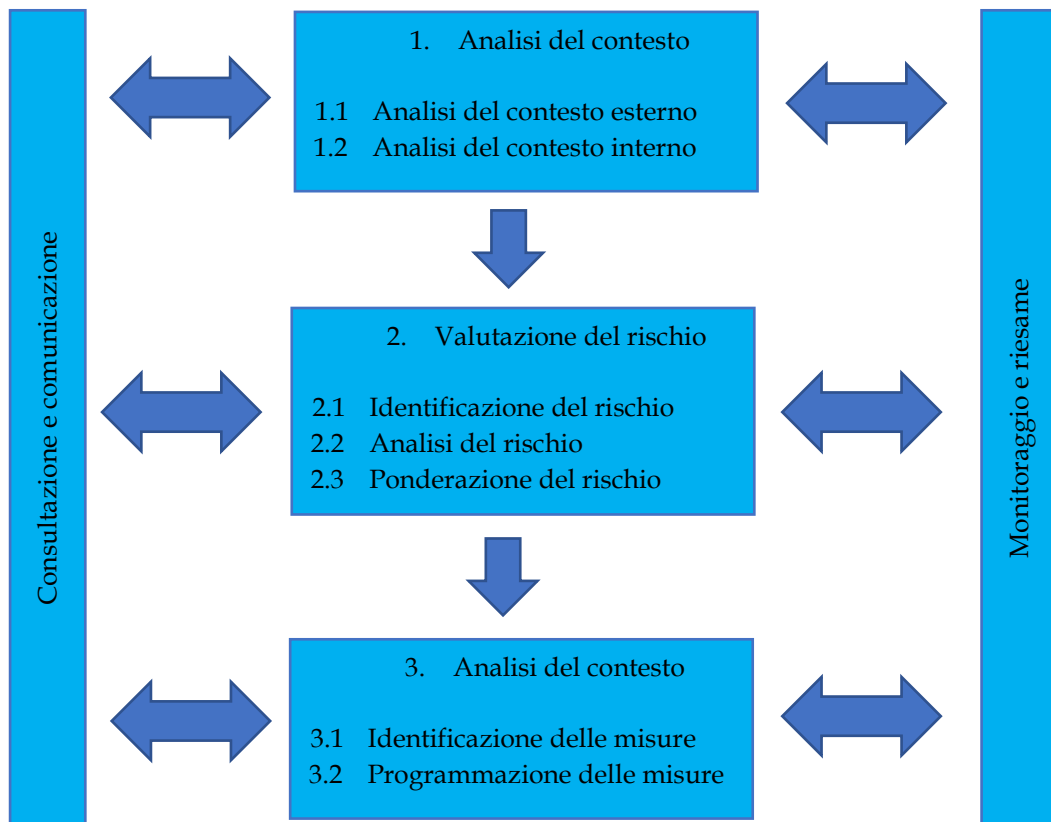 Consultazione e comunicazione
1. Analisi del contesto
1.1 Analisi del contesto esterno
1.2 Analisi del contesto interno
2. Valutazione del rischio
2.1 Identificazione del rischio
2.2 Analisi del rischio
2.3 Ponderazione del rischio
3. Analisi del contesto
3.1 Identificazione delle misure
3.2 Programmazione delle misure
Monitoraggio e riesame